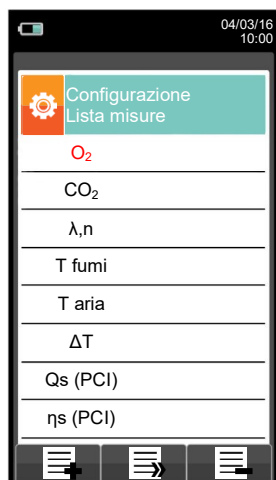 04/03/16
10:00
Configurazione
Lista misure
O₂
CO₂
λ,n
T fumi
T aria
ΔT
Qs (PCI)
ηs (PCI)